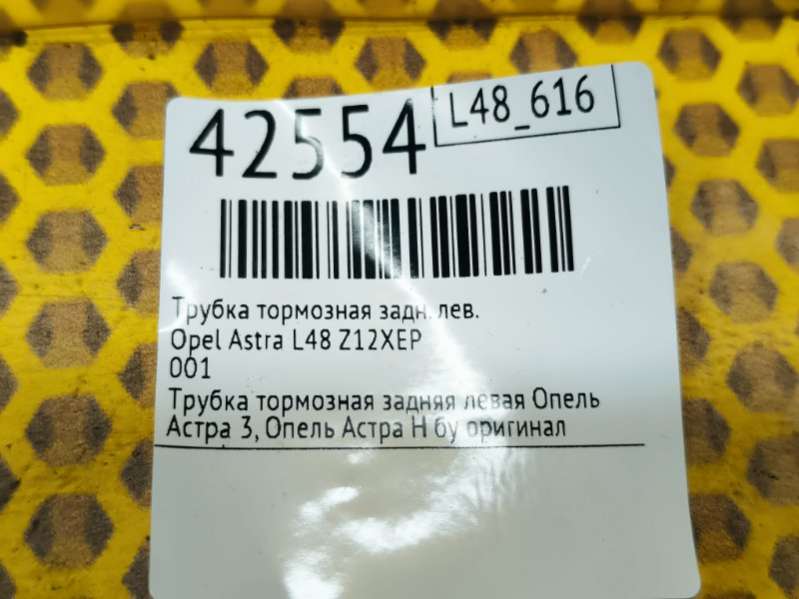 42554
L48_616
Трубка тормозная задн. лев.
Opel Astra L48 Z12XEP
001
Трубка тормозная задняя левая Опель
Астра 3, Опель Астра Н бу оригинал